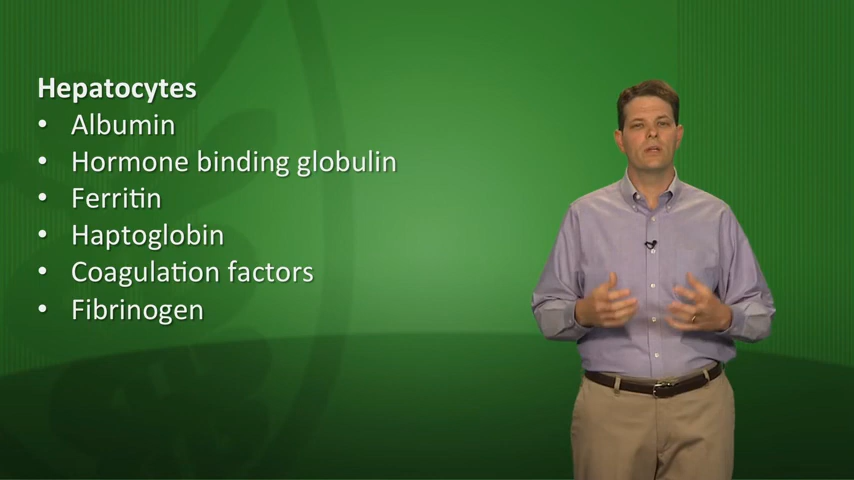 Hepatocytes
• Albumin
• Hormone binding globulin
• Ferritin
• Haptoglobin
• Coagulation factors
• Fibrinogen